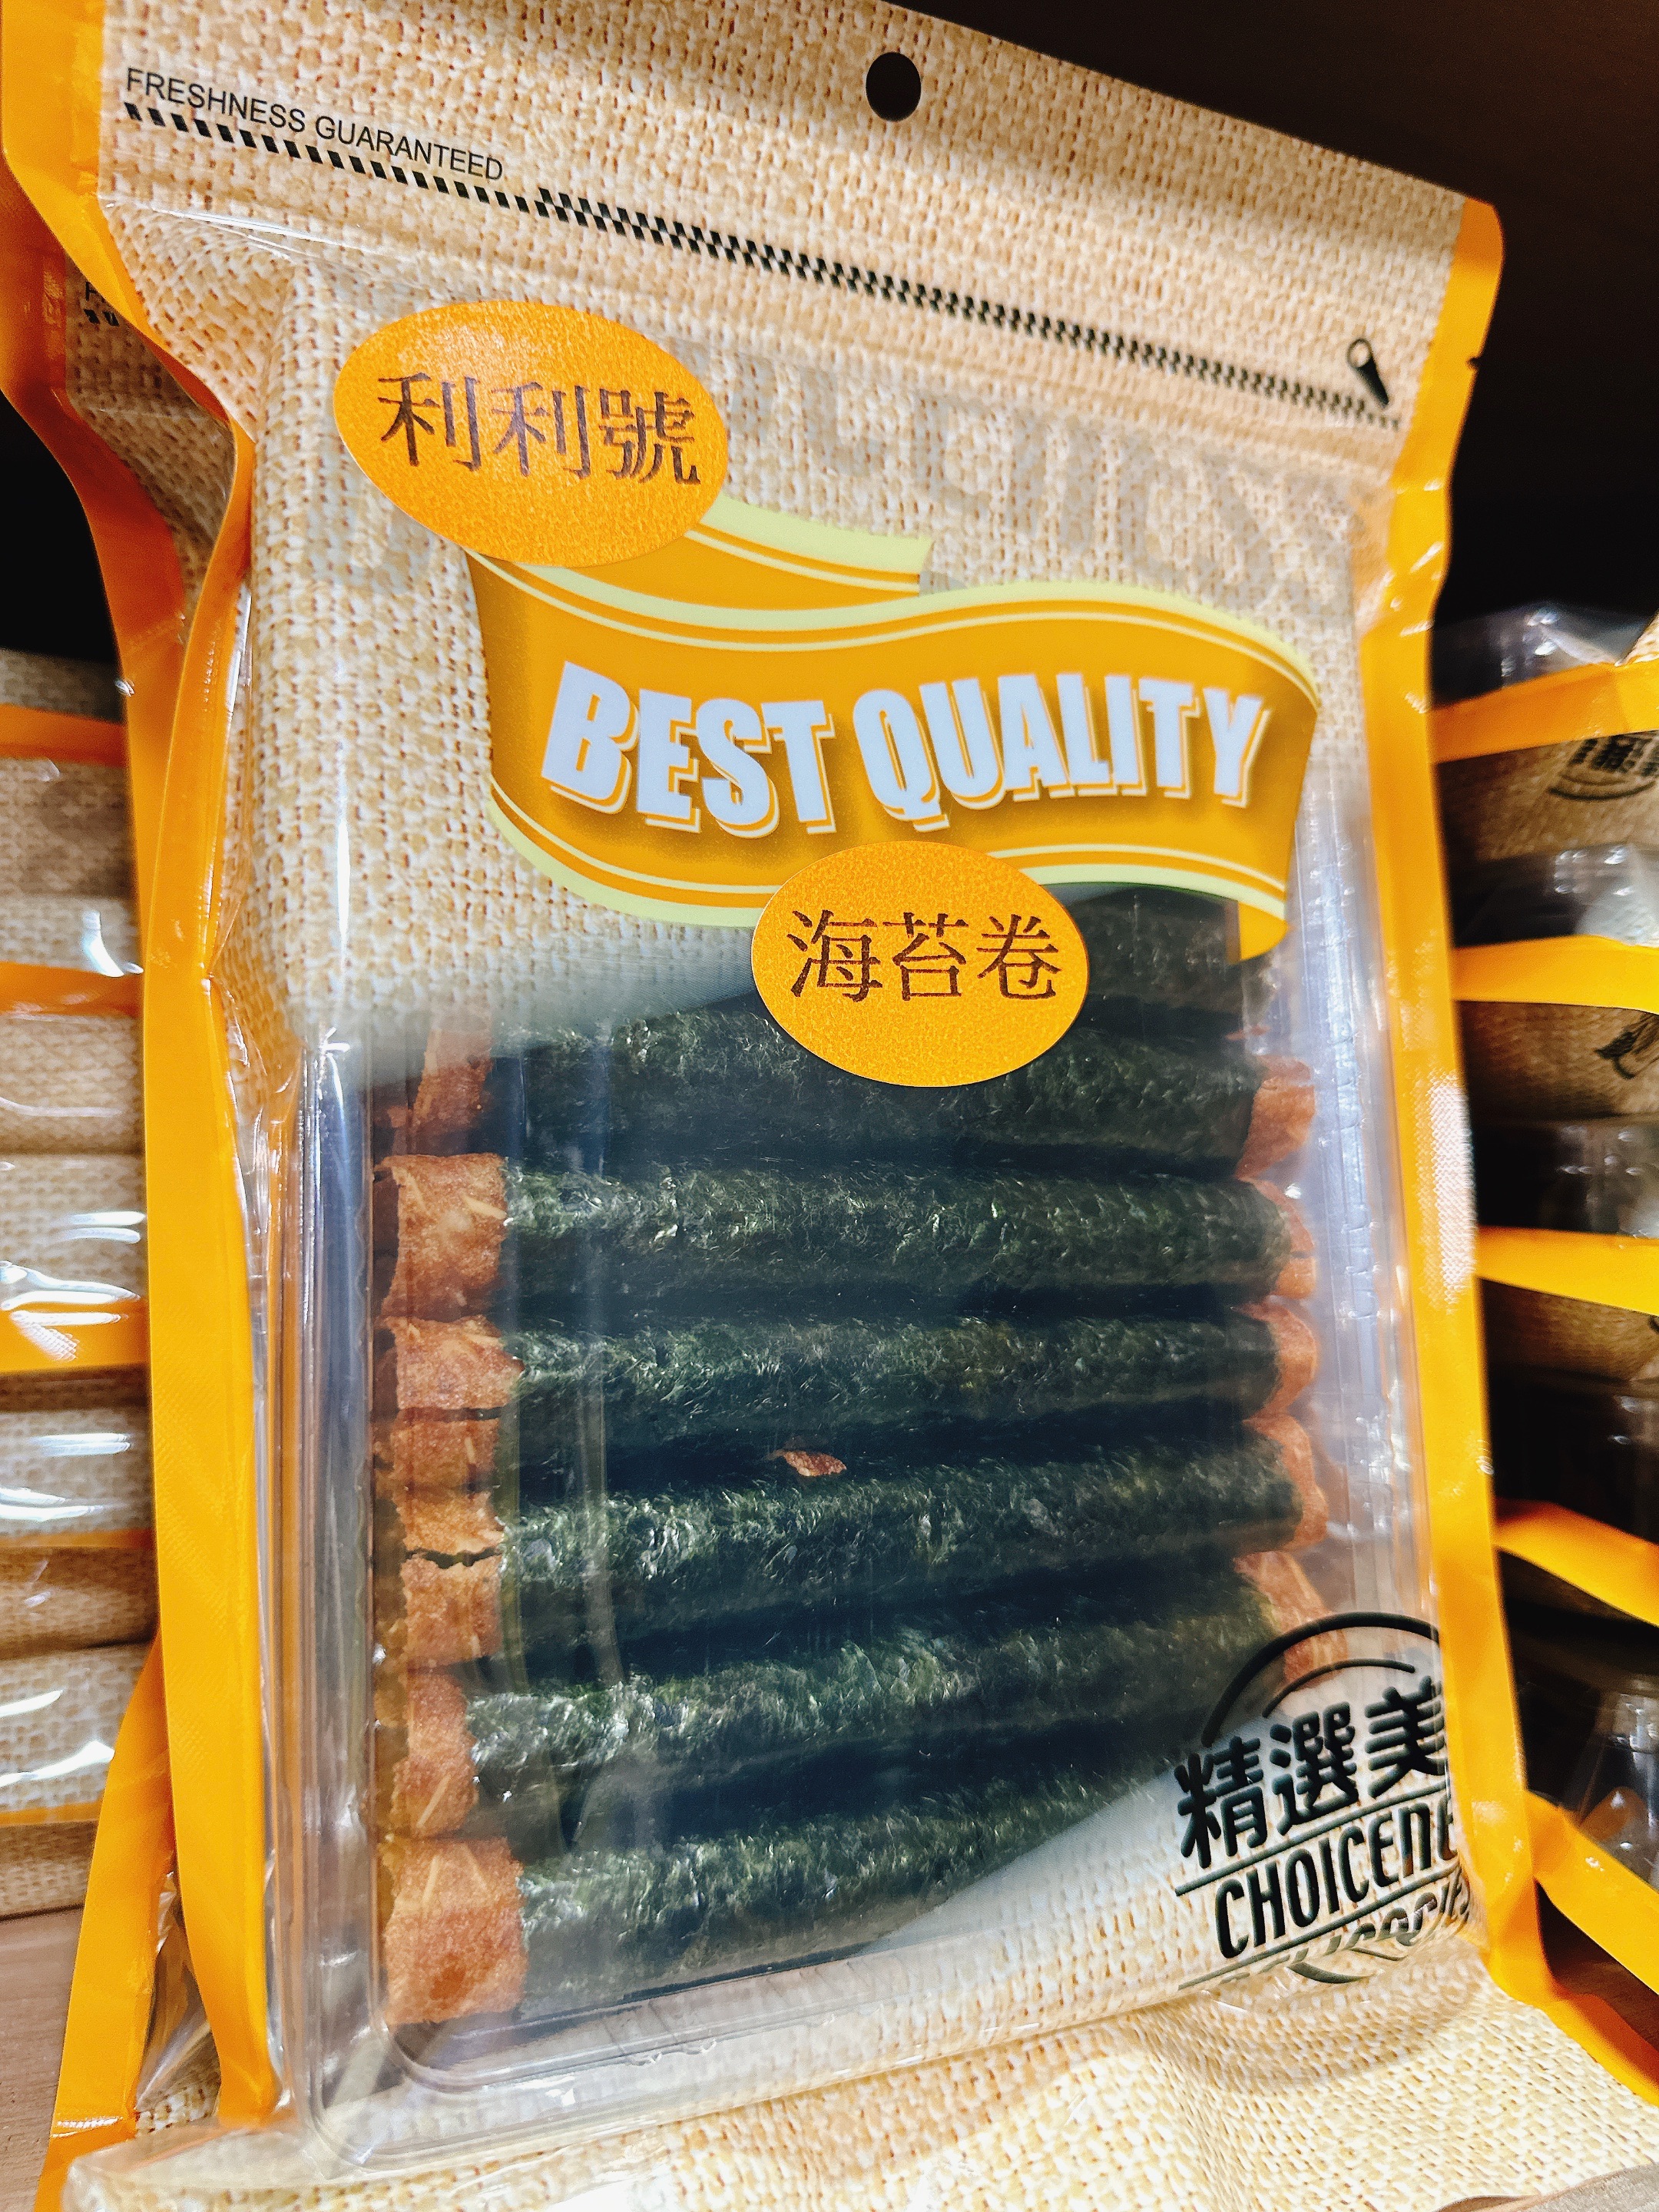 FRESHNESS GUARANTEED
利利號
BEST QUALITY
海苔卷
精選美
CHOICENE